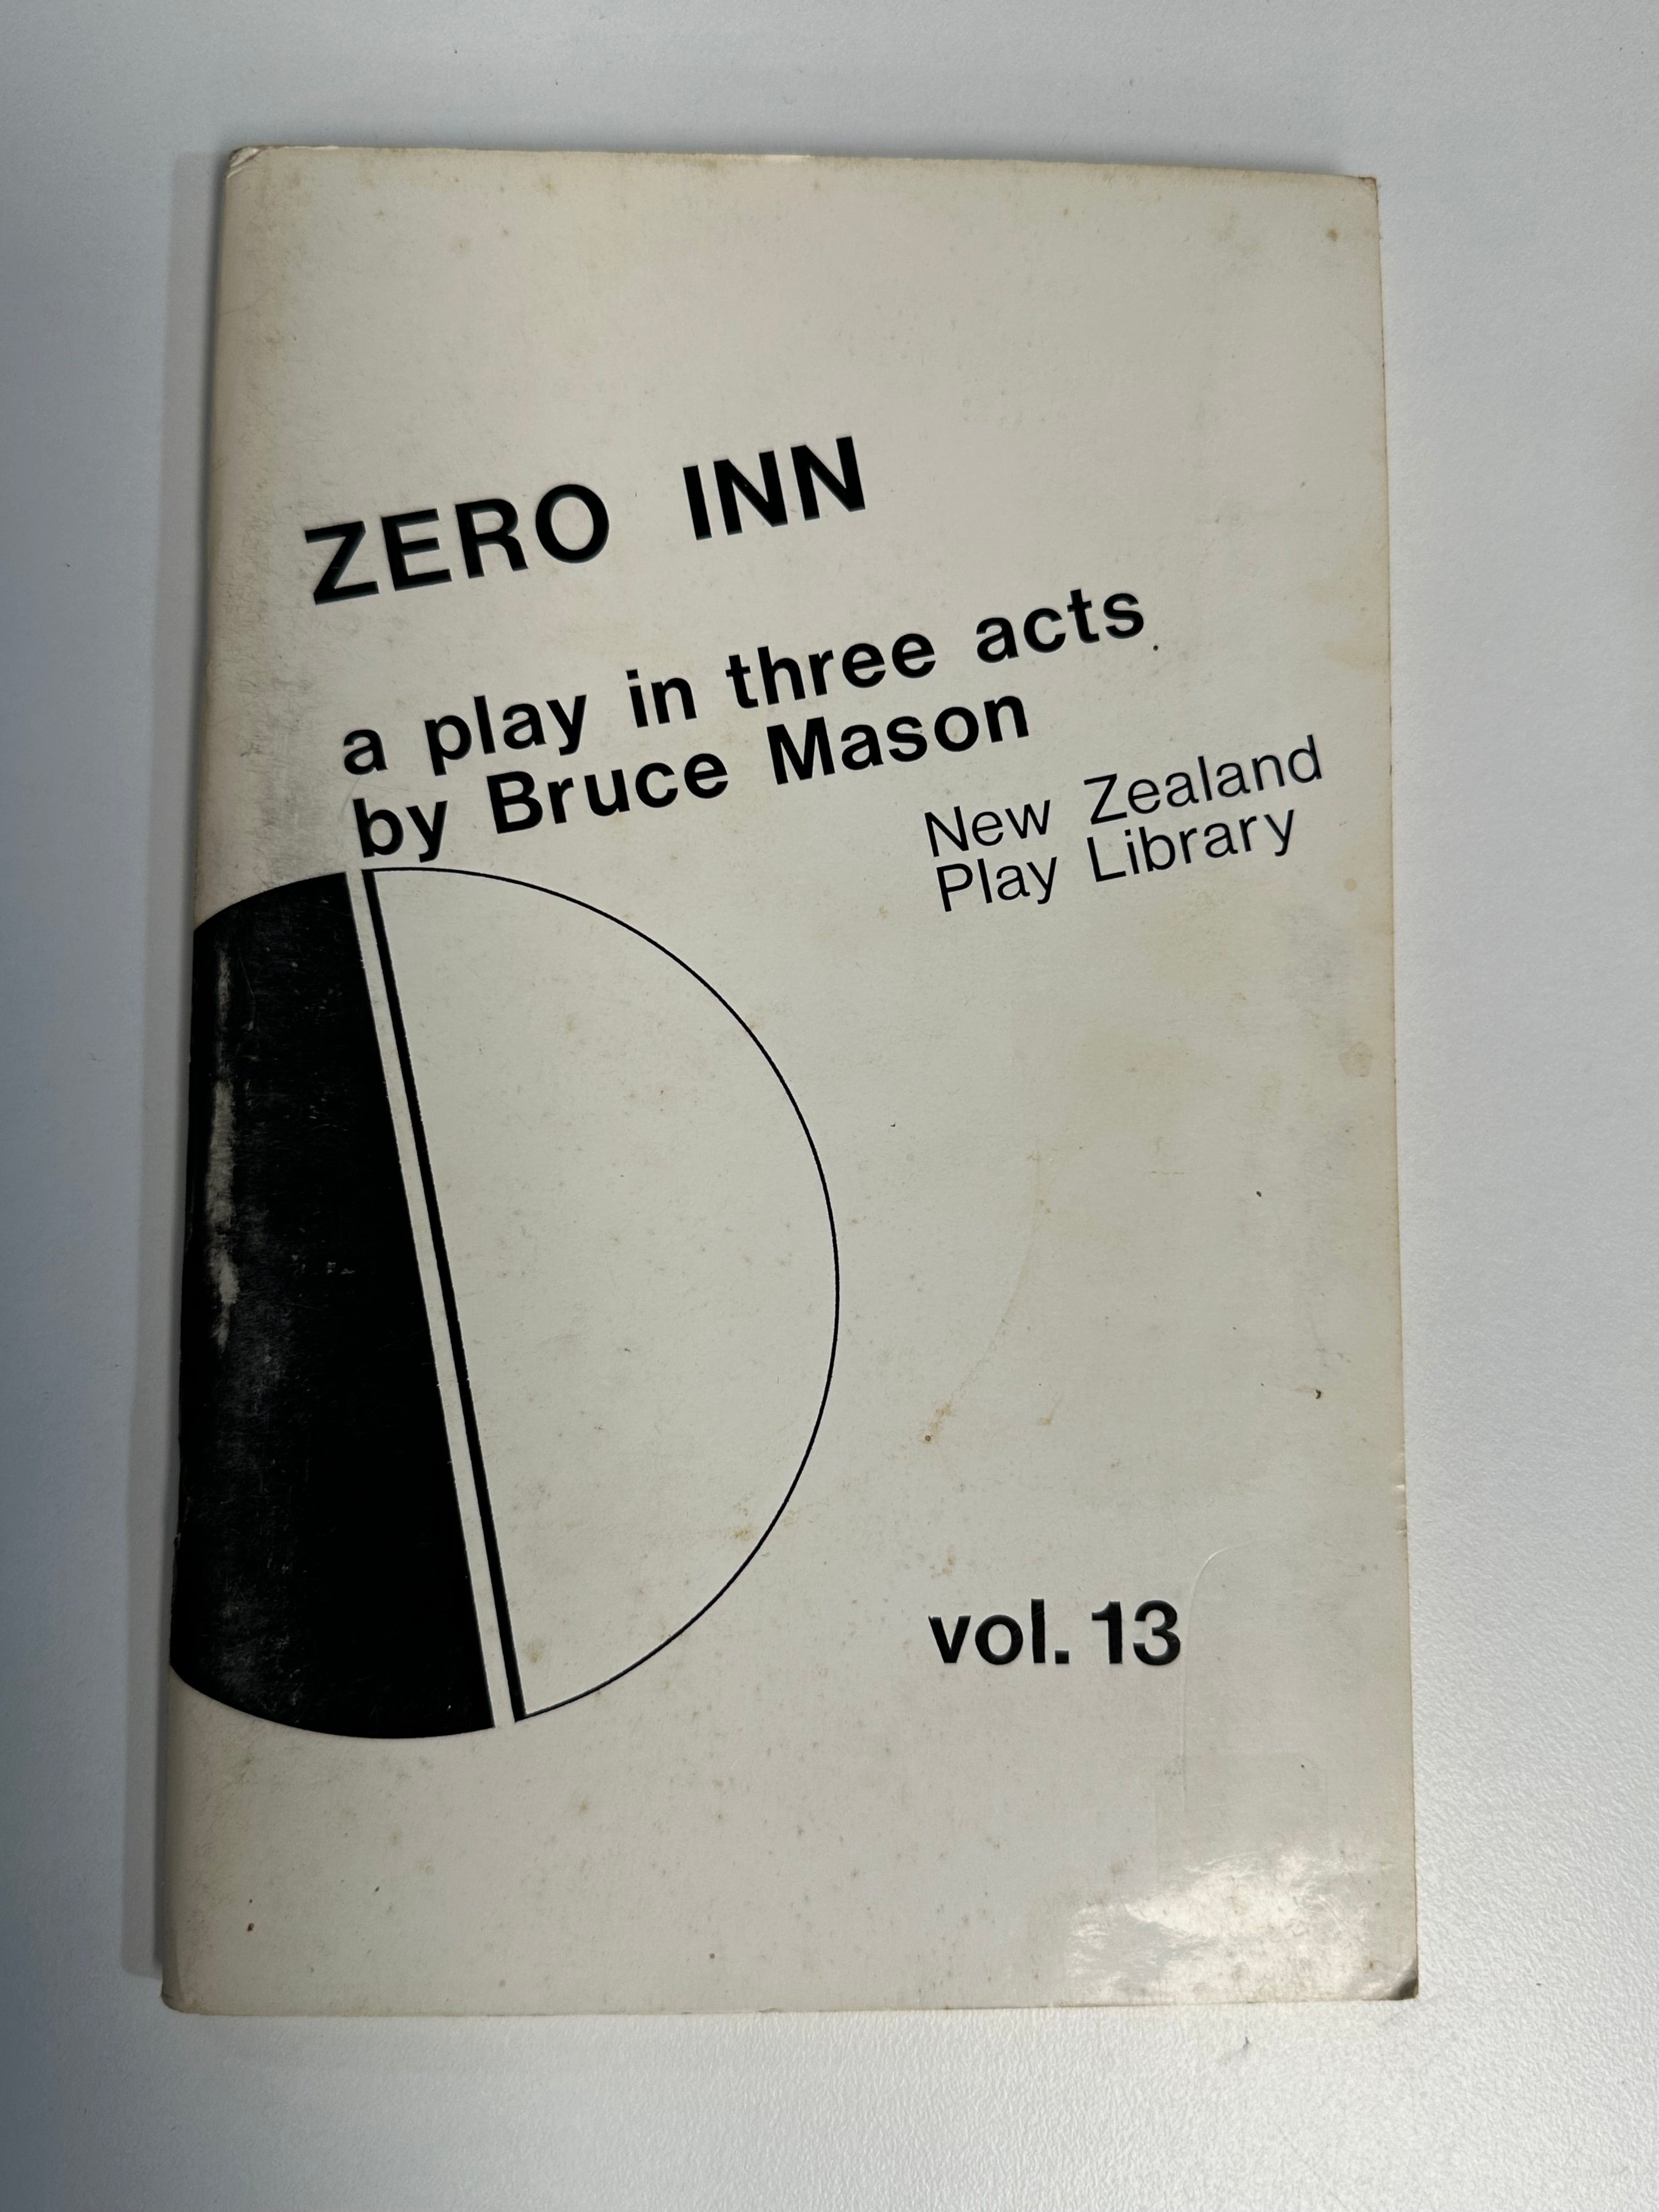 ZERO INN
a play in three acts
by Bruce Mason
New Zealand
Play Library
vol. 13